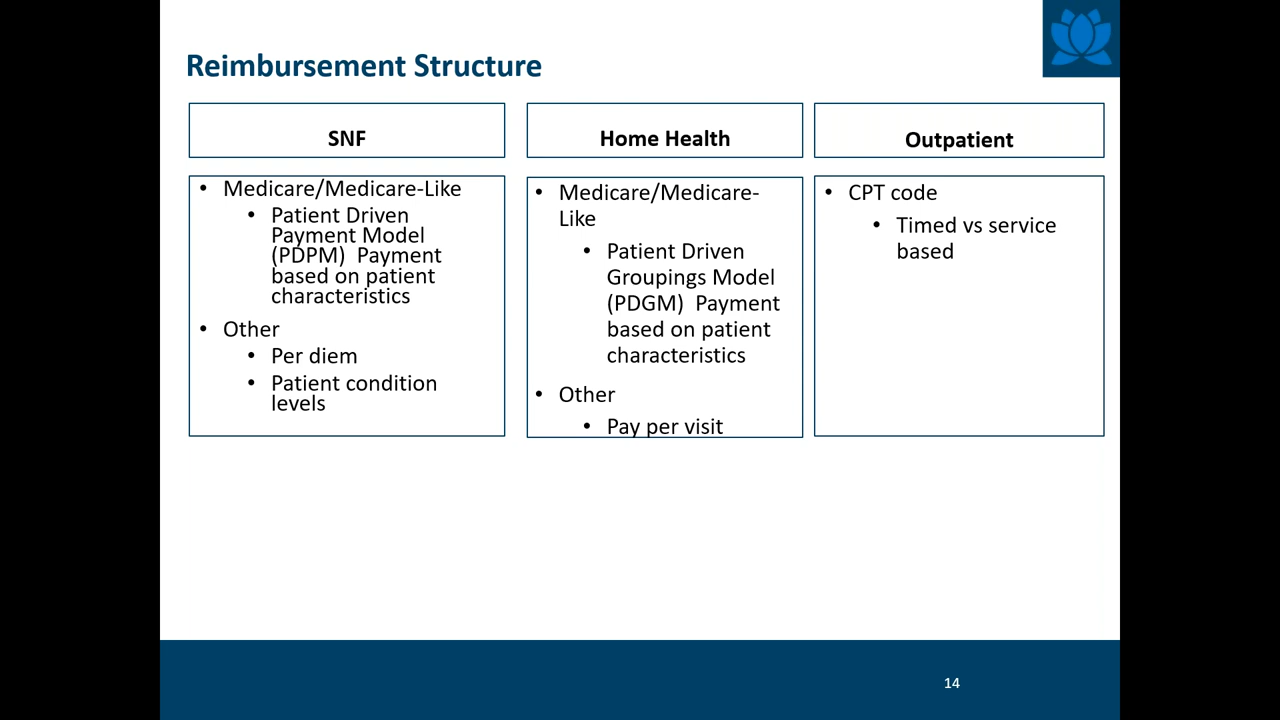 Reimbursement Structure
SNF
• Medicare/Medicare-Like
• Patient Driven
Payment Model
(PDPM)  Payment
based on patient
characteristics
• Other
• Per diem
• Patient condition
levels
Home Health
• Medicare/Medicare-
Like
• Patient Driven
Groupings Model
(PDGM)  Payment
based on patient
characteristics
• Other
• Pay per visit
Outpatient
• CPT code
• Timed vs service
based
14